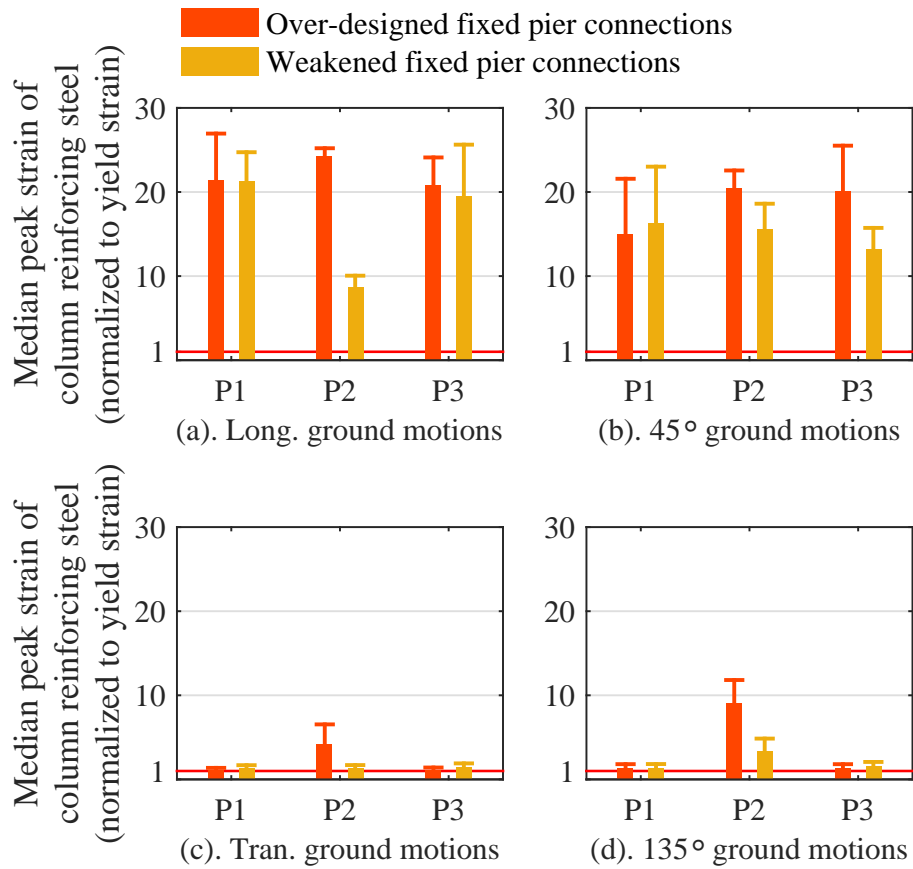 Over-designed fixed pier connections
Weakened fixed pier connections
Median peak strain of
column reinforcing steel
(normalized to yield strain)
30
20
10
1
P1 P2 P3
(a). Long. ground motions
30
20
10
1
P1 P2 P3
(b). 45° ground motions
Median peak strain of
column reinforcing steel
(normalized to yield strain)
30
20
10
1
P1 P2 P3
(c). Tran. ground motions
30
20
10
1
P1 P2 P3
(d). 135° ground motions